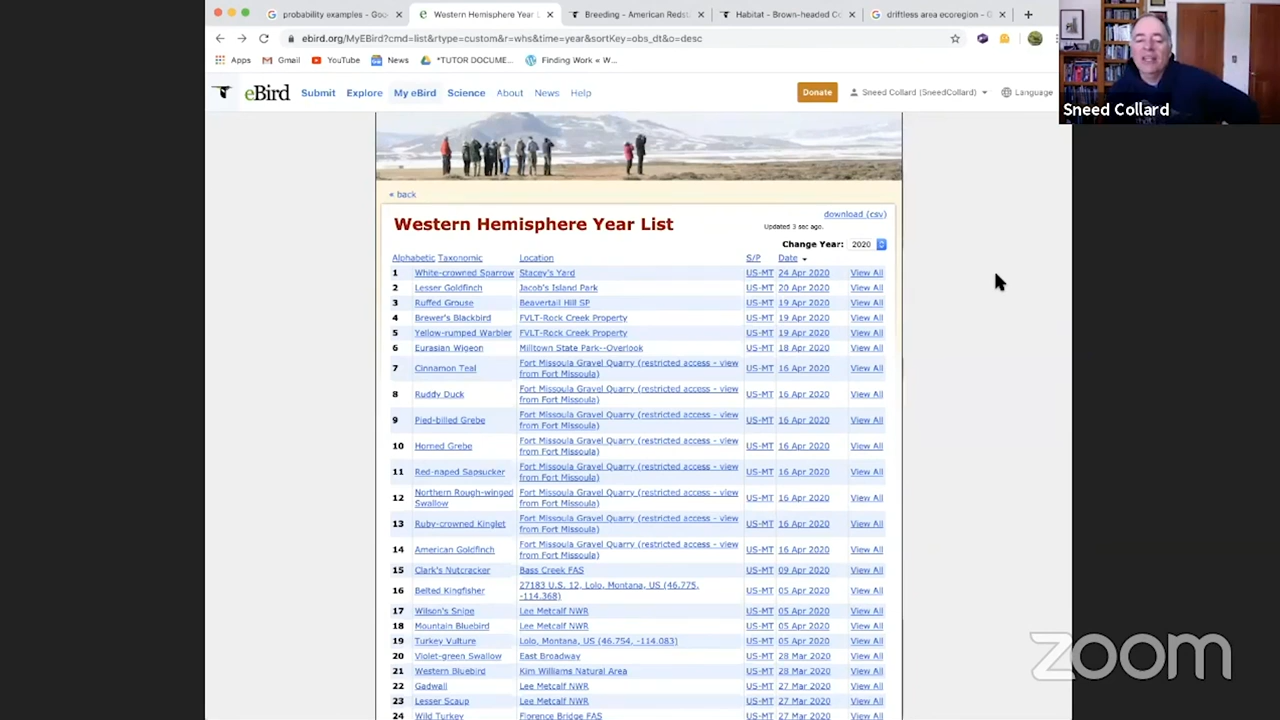 probability examples - Goo
Western Hemisphere Year L
Breeding - American Redst
Habitat - Brown-headed Co
driftless area ecoregion - G
ebird.org/MyEBird?cmd=list&rtype=custom&r=whs&time=year&sortKey=obs_dt&o=desc
Apps Gmail YouTube News *TUTOR DOCUME... Finding Work « W...
eBird Submit Explore My eBird Science About News Help Donate Sneed Collard (SneedCollard) Language
Sneed Collard
« back
Western Hemisphere Year List
download (csv)
Updated 3 sec ago.
Change Year: 2020
Alphabetic Taxonomic Location S/P Date
1 White-crowned Sparrow Stacey's Yard US-MT 24 Apr 2020 View All
2 Lesser Goldfinch Jacob's Island Park US-MT 20 Apr 2020 View All
3 Ruffed Grouse Beavertail Hill SP US-MT 19 Apr 2020 View All
4 Brewer's Blackbird FVLT-Rock Creek Property US-MT 19 Apr 2020 View All
5 Yellow-rumped Warbler FVLT-Rock Creek Property US-MT 19 Apr 2020 View All
6 Eurasian Wigeon Milltown State Park--Overlook US-MT 18 Apr 2020 View All
7 Cinnamon Teal Fort Missoula Gravel Quarry (restricted access - view
from Fort Missoula) US-MT 16 Apr 2020 View All
8 Ruddy Duck Fort Missoula Gravel Quarry (restricted access - view
from Fort Missoula) US-MT 16 Apr 2020 View All
9 Pied-billed Grebe Fort Missoula Gravel Quarry (restricted access - view
from Fort Missoula) US-MT 16 Apr 2020 View All
10 Horned Grebe Fort Missoula Gravel Quarry (restricted access - view
from Fort Missoula) US-MT 16 Apr 2020 View All
11 Red-naped Sapsucker Fort Missoula Gravel Quarry (restricted access - view
from Fort Missoula) US-MT 16 Apr 2020 View All
12 Northern Rough-winged
Swallow Fort Missoula Gravel Quarry (restricted access - view
from Fort Missoula) US-MT 16 Apr 2020 View All
13 Ruby-crowned Kinglet Fort Missoula Gravel Quarry (restricted access - view
from Fort Missoula) US-MT 16 Apr 2020 View All
14 American Goldfinch Fort Missoula Gravel Quarry (restricted access - view
from Fort Missoula) US-MT 16 Apr 2020 View All
15 Clark's Nutcracker Bass Creek FAS US-MT 09 Apr 2020 View All
16 Belted Kingfisher 27183 U.S. 12, Lolo, Montana, US (46.775,
-114.368) US-MT 05 Apr 2020 View All
17 Wilson's Snipe Lee Metcalf NWR US-MT 05 Apr 2020 View All
18 Mountain Bluebird Lee Metcalf NWR US-MT 05 Apr 2020 View All
19 Turkey Vulture Lolo, Montana, US (46.754, -114.083) US-MT 05 Apr 2020 View All
20 Violet-green Swallow East Broadway US-MT 28 Mar 2020 View All
21 Western Bluebird Kim Williams Natural Area US-MT 28 Mar 2020 View All
22 Gadwall Lee Metcalf NWR US-MT 27 Mar 2020 View All
23 Lesser Scaup Lee Metcalf NWR US-MT 27 Mar 2020 View All
24 Wild Turkey Florence Bridge FAS US-MT 27 Mar 2020 View All
zoom